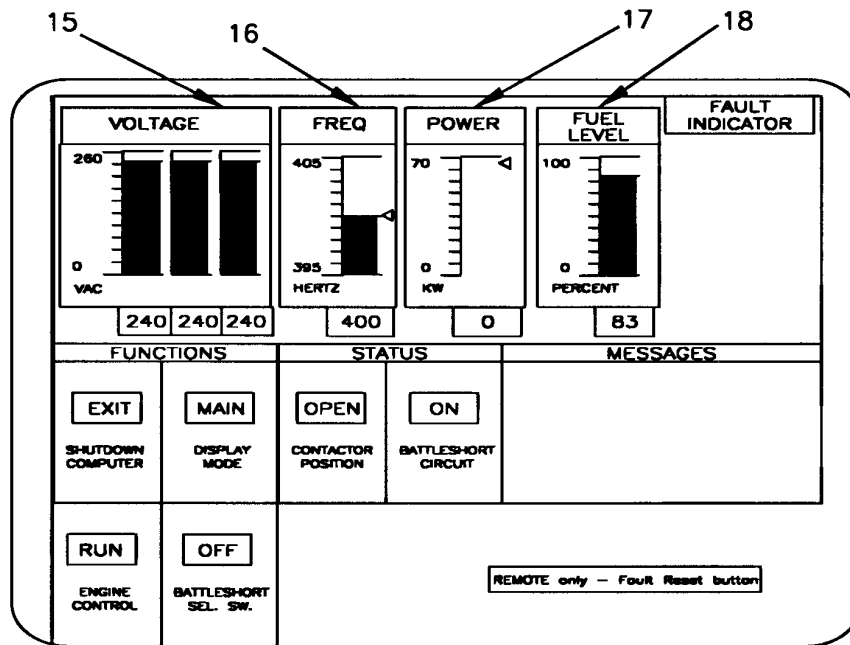 15 16 17 18
VOLTAGE
260
0
VAC
240 240 240
FREQ
405
395
HERTZ
400
POWER
70
0
KW
0
FUEL
LEVEL
100
0
PERCENT
83
FAULT
INDICATOR
FUNCTIONS
STATUS
MESSAGES
EXIT
SHUTDOWN
COMPUTER
MAIN
DISPLAY
MODE
OPEN
CONTACTOR
POSITION
ON
BATTLESHORT
CIRCUIT
RUN
ENGINE
CONTROL
OFF
BATTLESHORT
SEL. SW.
REMOTE only – Fault Reset button